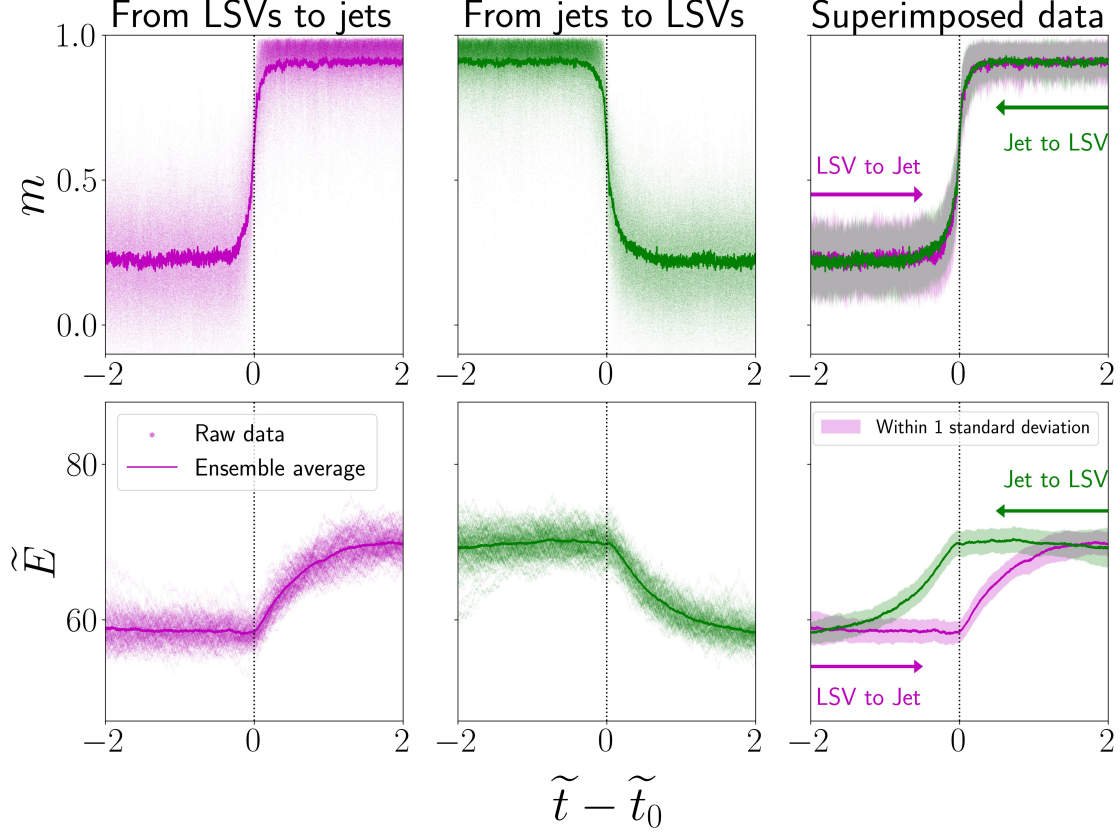 From LSVs to jets
From jets to LSVs
Superimposed data
1.0
0.5
0.0
m
−2 0 2
−2 0 2
−2 0 2
LSV to Jet
Jet to LSV
80
60
Ẽ
Raw data
Ensemble average
Within 1 standard deviation
Jet to LSV
LSV to Jet
−2 0 2
−2 0 2
−2 0 2
t̃ − t̃₀